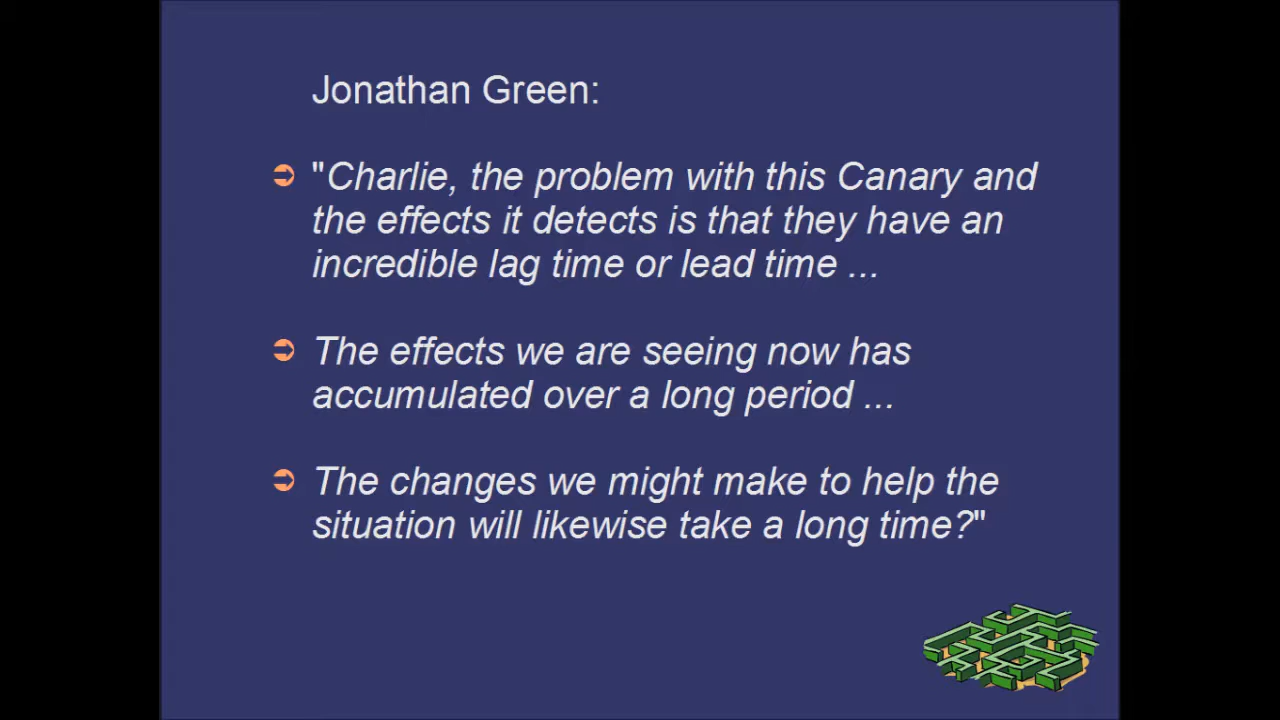 Jonathan Green:
"Charlie, the problem with this Canary and
the effects it detects is that they have an
incredible lag time or lead time ...
The effects we are seeing now has
accumulated over a long period ...
The changes we might make to help the
situation will likewise take a long time?"